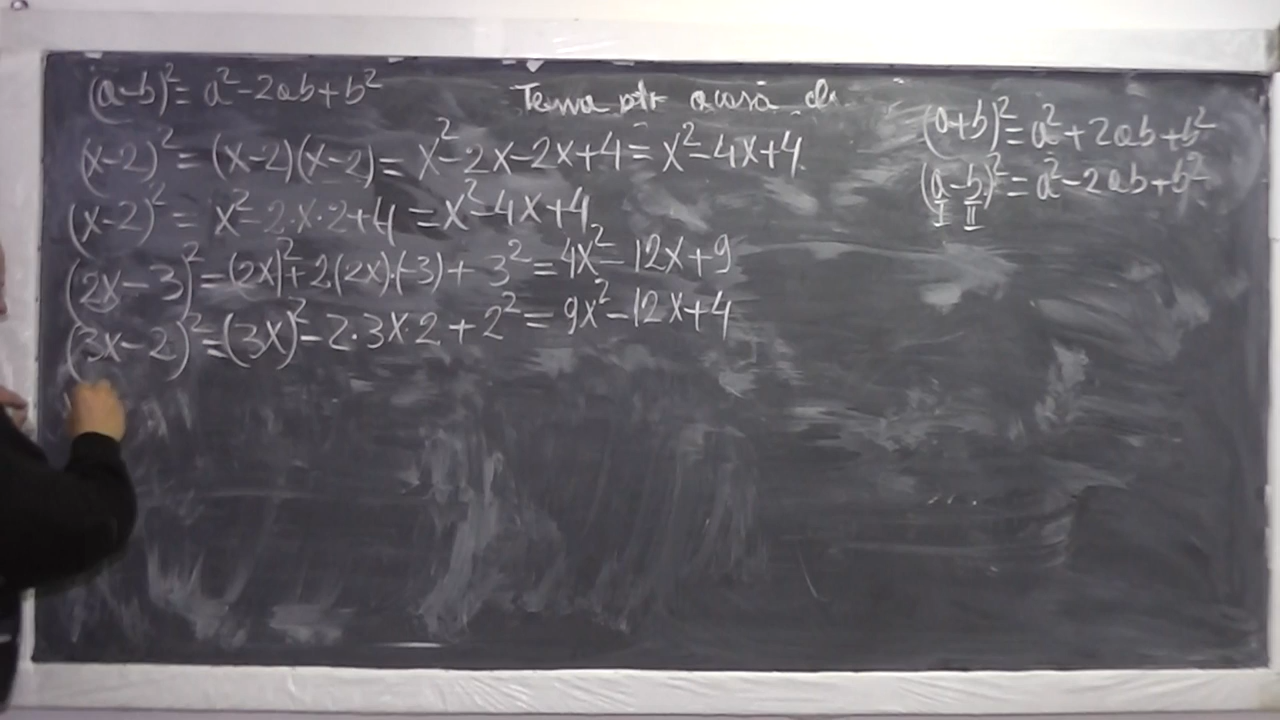 (a-b)² = a²-2ab+b²
Tema ptr acasă de
(x-2)² = (x-2)(x-2) = x²-2x-2x+4 = x²-4x+4
(x-2)² = x²-2·x·2+4 = x²-4x+4
(2x-3)² = (2x)²+2(2x)·(-3)+3² = 4x²-12x+9
(3x-2)² = (3x)²-2·3x·2+2² = 9x²-12x+4
(a+b)² = a²+2ab+b²
(a-b)² = a²-2ab+b²
I II